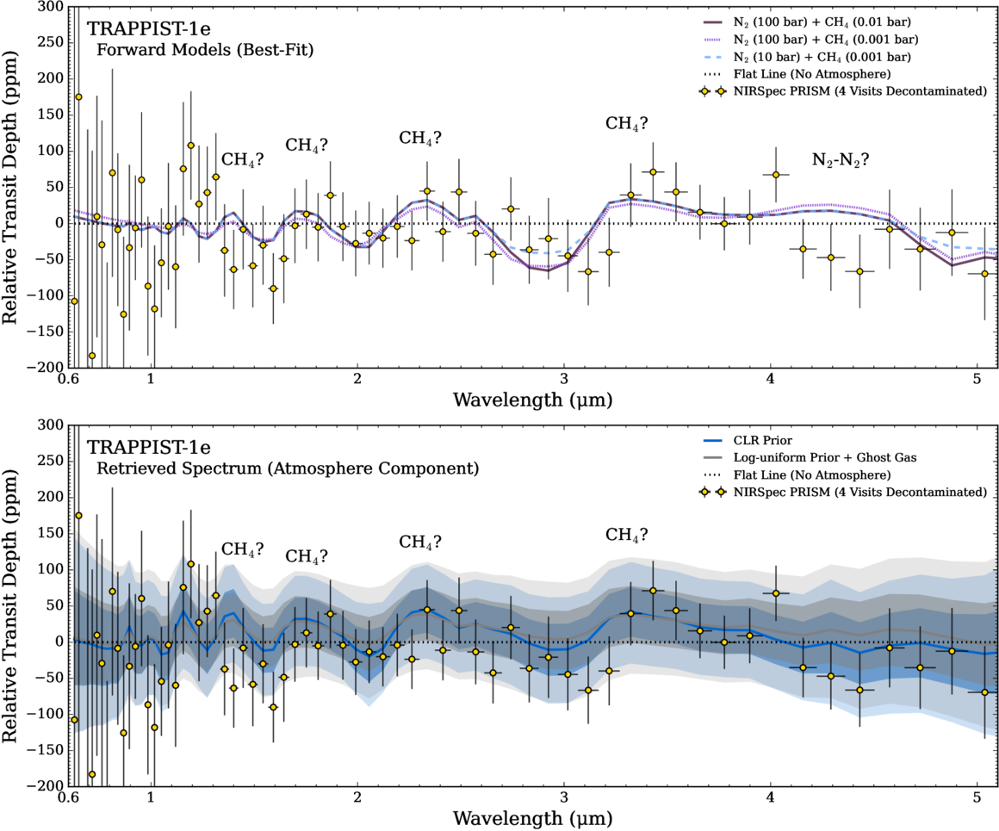 300
250
200
150
100
50
0
−50
−100
−150
−200
Relative Transit Depth (ppm)
TRAPPIST-1e
Forward Models (Best-Fit)
N₂ (100 bar) + CH₄ (0.01 bar)
N₂ (100 bar) + CH₄ (0.001 bar)
N₂ (10 bar) + CH₄ (0.001 bar)
Flat Line (No Atmosphere)
NIRSpec PRISM (4 Visits Decontaminated)
CH₄?
CH₄?
CH₄?
CH₄?
N₂-N₂?
0.6 1 2 3 4 5
Wavelength (μm)
300
250
200
150
100
50
0
−50
−100
−150
−200
Relative Transit Depth (ppm)
TRAPPIST-1e
Retrieved Spectrum (Atmosphere Component)
CLR Prior
Log-uniform Prior + Ghost Gas
Flat Line (No Atmosphere)
NIRSpec PRISM (4 Visits Decontaminated)
CH₄?
CH₄?
CH₄?
CH₄?
0.6 1 2 3 4 5
Wavelength (μm)